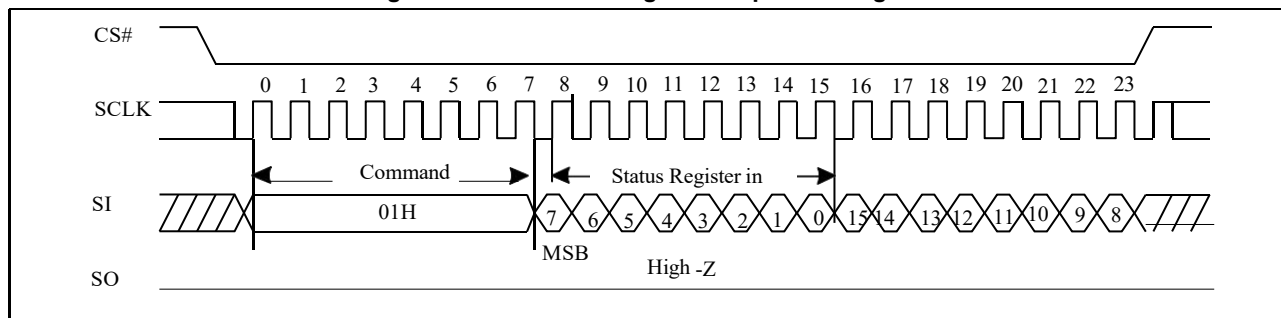 CS#
0 1 2 3 4 5 6 7 8 9 10 11 12 13 14 15 16 17 18 19 20 21 22 23
SCLK
Command Status Register in
SI 01H 7 6 5 4 3 2 1 0 15 14 13 12 11 10 9 8
MSB
High -Z
SO